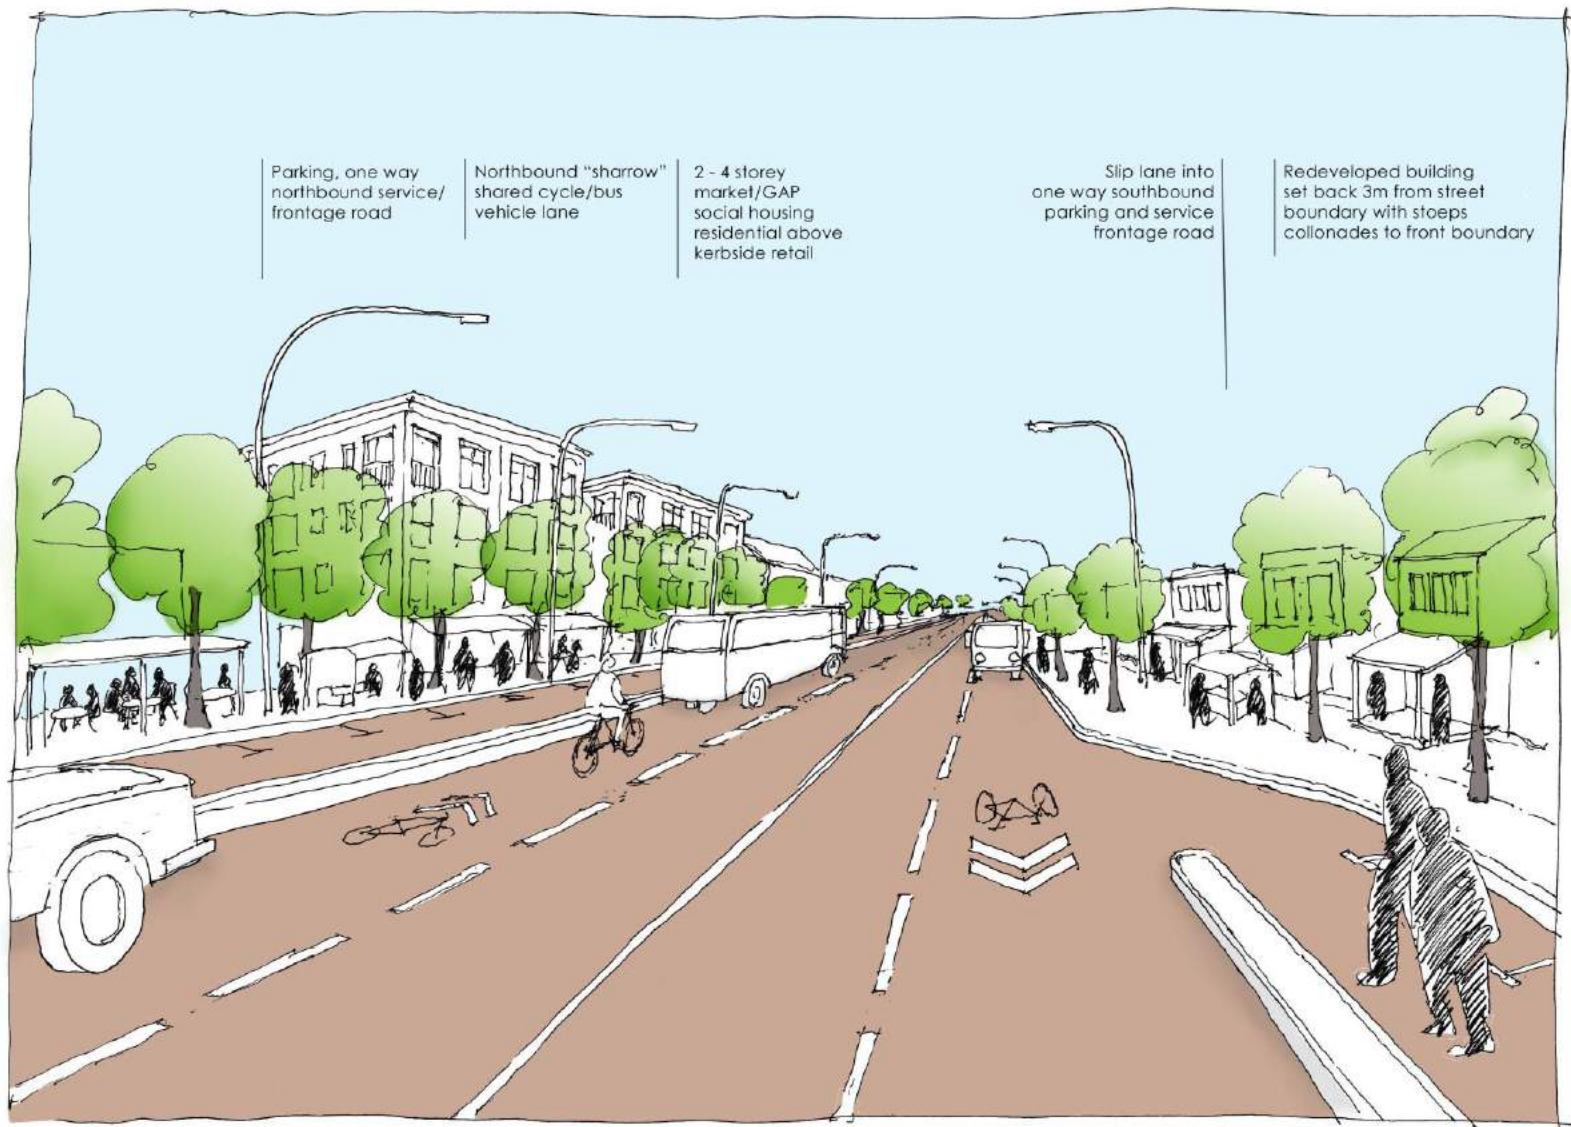 Parking, one way
northbound service/
frontage road
Northbound "sharrow"
shared cycle/bus
vehicle lane
2 - 4 storey
market/GAP
social housing
residential above
kerbside retail
Slip lane into
one way southbound
parking and service
frontage road
Redeveloped building
set back 3m from street
boundary with stoeps
collonades to front boundary